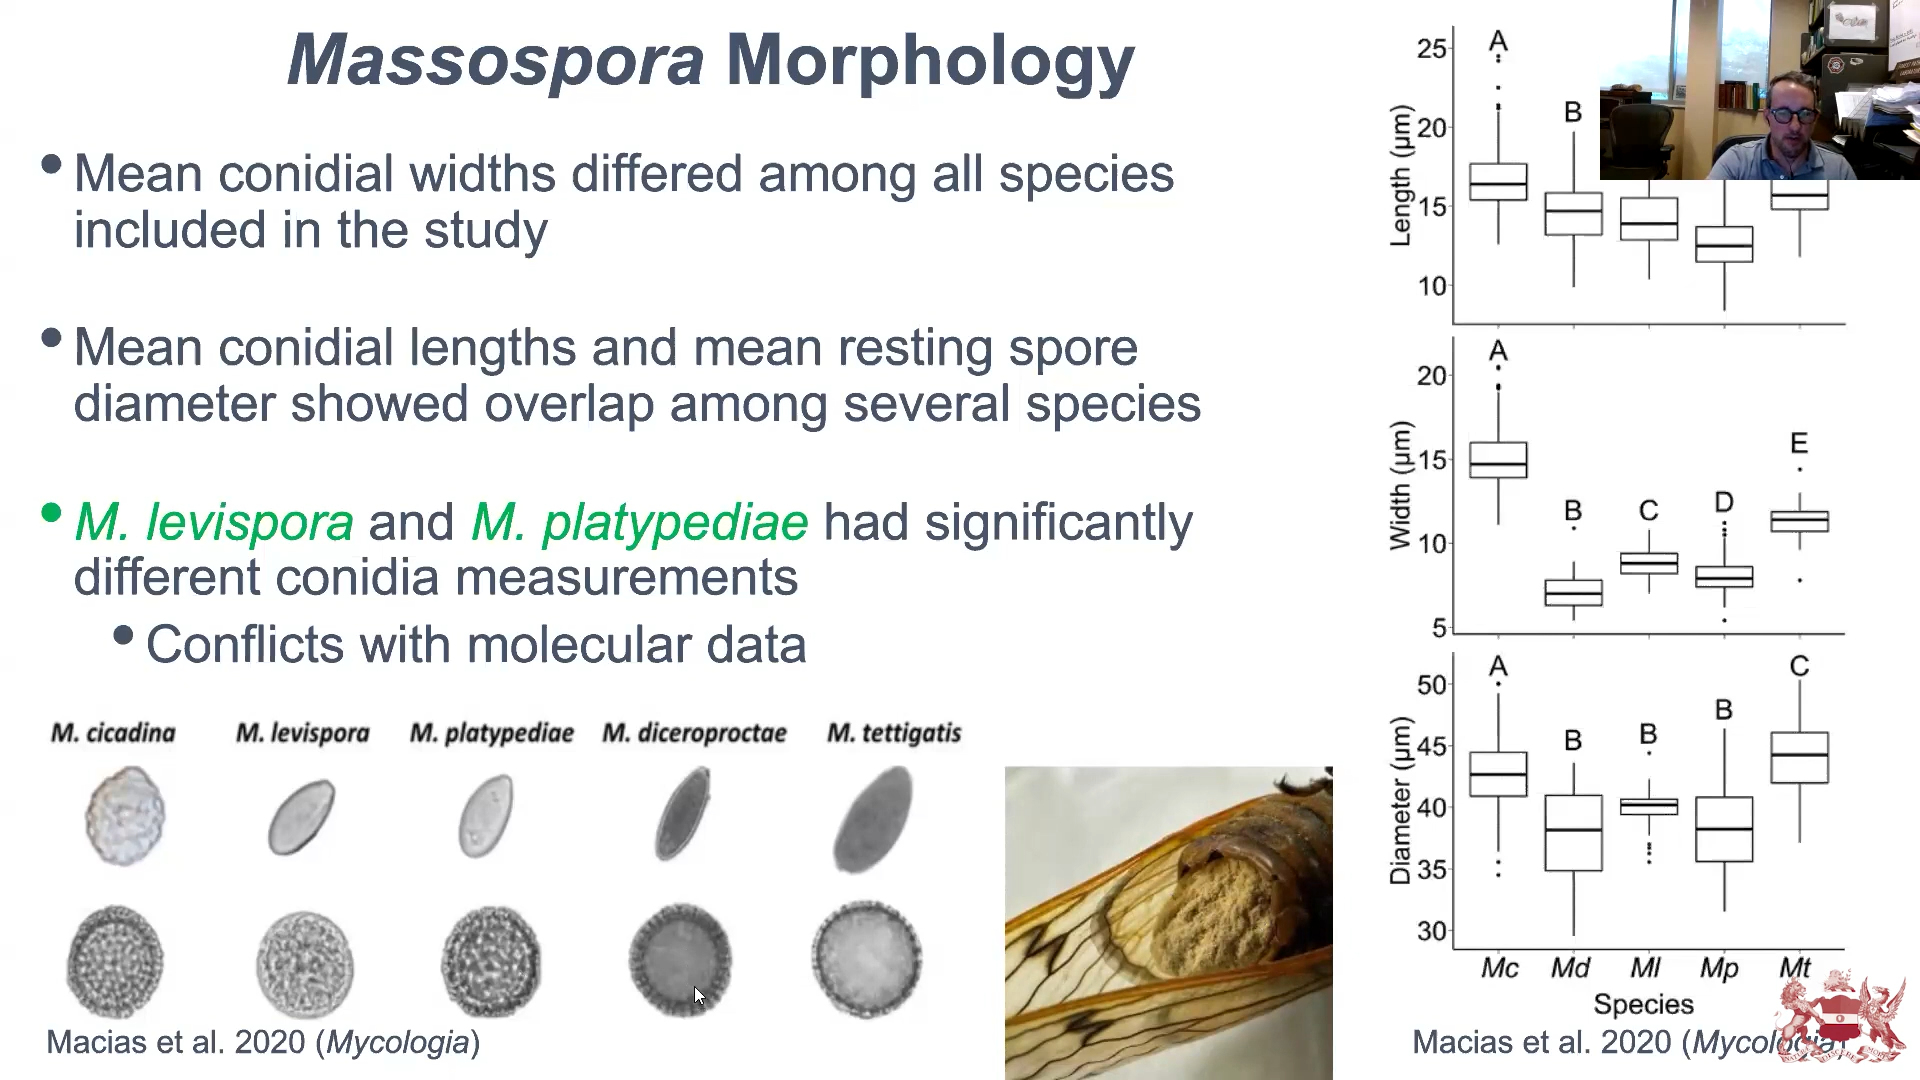 Massospora Morphology
• Mean conidial widths differed among all species
included in the study
• Mean conidial lengths and mean resting spore
diameter showed overlap among several species
• M. levispora and M. platypediae had significantly
different conidia measurements
• Conflicts with molecular data
M. cicadina M. levispora M. platypediae M. diceroproctae M. tettigatis
Macias et al. 2020 (Mycologia)
Length (µm)
25
20
15
10
A
B
Width (µm)
20
15
10
5
A
B
C
D
E
Diameter (µm)
50
45
40
35
30
A
B
B
B
C
Mc Md Ml Mp Mt
Species
Macias et al. 2020 (Mycologia)